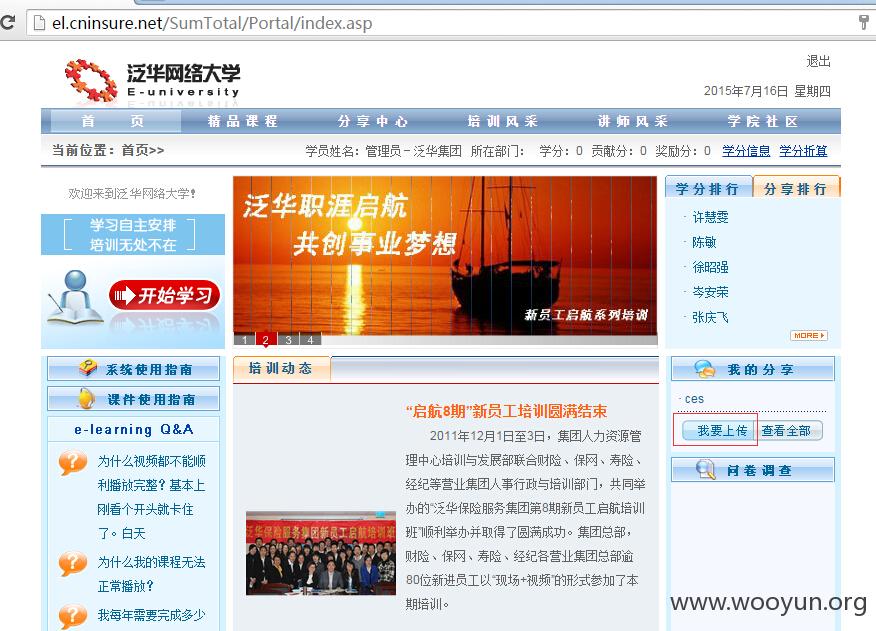 el.cninsure.net/SumTotal/Portal/index.asp
泛华网络大学
E-university
退出
2015年7月16日 星期四
首 页 精品课程 分享中心 培训风采 讲师风采 学院社区
当前位置：首页>> 学员姓名：管理员－泛华集团 所在部门： 学分：0 贡献分：0 奖励分：0 学分信息 学分折算
欢迎来到泛华网络大学！
学习自主安排
培训无处不在
开始学习
系统使用指南
课件使用指南
e-learning Q&A
为什么视频都不能顺
利播放完整？基本上
刚看个开头就卡住
了。白天
为什么我的课程无法
正常播放？
我每年需要完成多少
泛华职涯启航
共创事业梦想
新员工启航系列培训
1 2 3 4
培训动态
“启航8期”新员工培训圆满结束
2011年12月1日至3日，集团人力资源管
理中心培训与发展部联合财险、保网、寿险、
经纪等营业集团人事行政与培训部门，共同举
办的“泛华保险服务集团第8期新员工启航培训
班”顺利举办并取得了圆满成功。集团总部，
财险、保网、寿险、经纪各营业集团总部逾
80位新进员工以“现场+视频”的形式参加了本
期培训。
泛华保险服务集团新员工启航培训班
学分排行 分享排行
· 许慧雯
· 陈敏
· 徐昭强
· 岑安荣
· 张庆飞
MORE
我的分享
· ces
我要上传 查看全部
问卷调查
www.wooyun.org